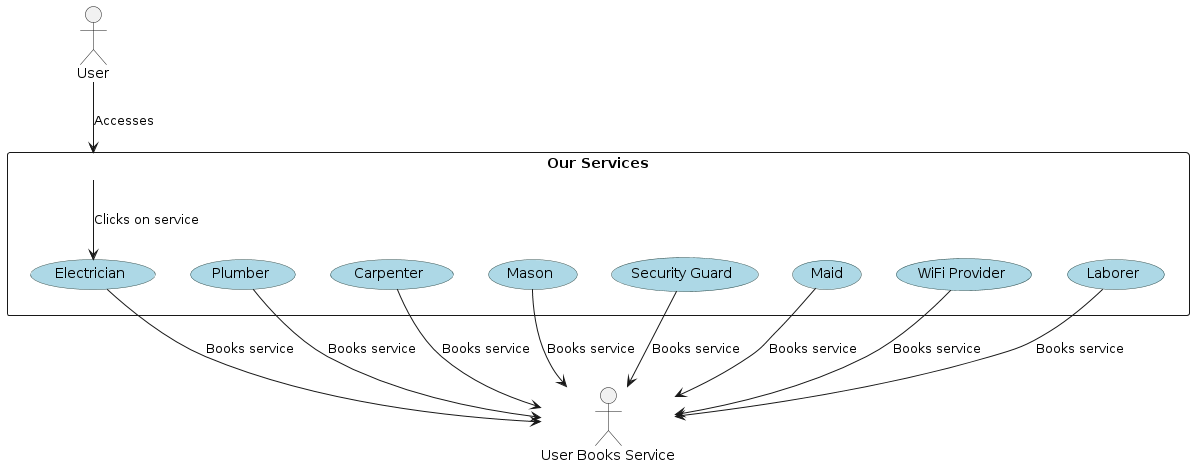 User
Accesses
Our Services
Clicks on service
Electrician
Plumber
Carpenter
Mason
Security Guard
Maid
WiFi Provider
Laborer
Books service
Books service
Books service
Books service
Books service
Books service
Books service
Books service
User Books Service